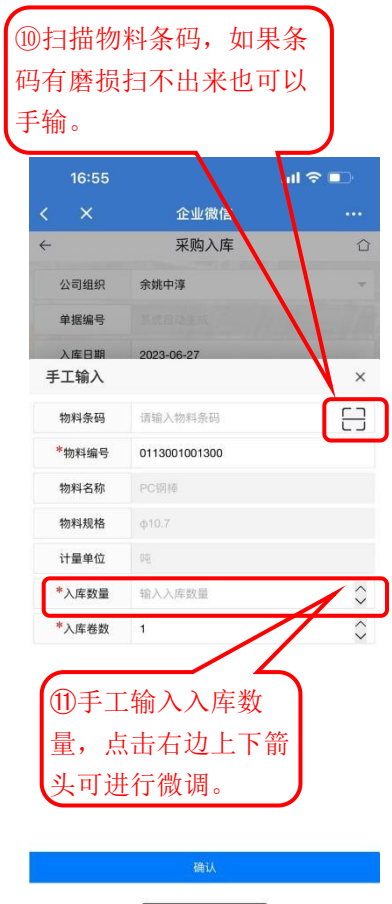 ⑩扫描物料条码，如果条
码有磨损扫不出来也可以
手输。
16:55
企业微信
采购入库
公司组织 余姚中淳
单据编号 系统自动生成
入库日期 2023-06-27
手工输入
物料条码 请输入物料条码
*物料编号 0113001001300
物料名称 PC钢棒
物料规格 φ10.7
计量单位 吨
*入库数量 输入入库数量
*入库卷数 1
⑪手工输入入库数
量，点击右边上下箭
头可进行微调。
确认